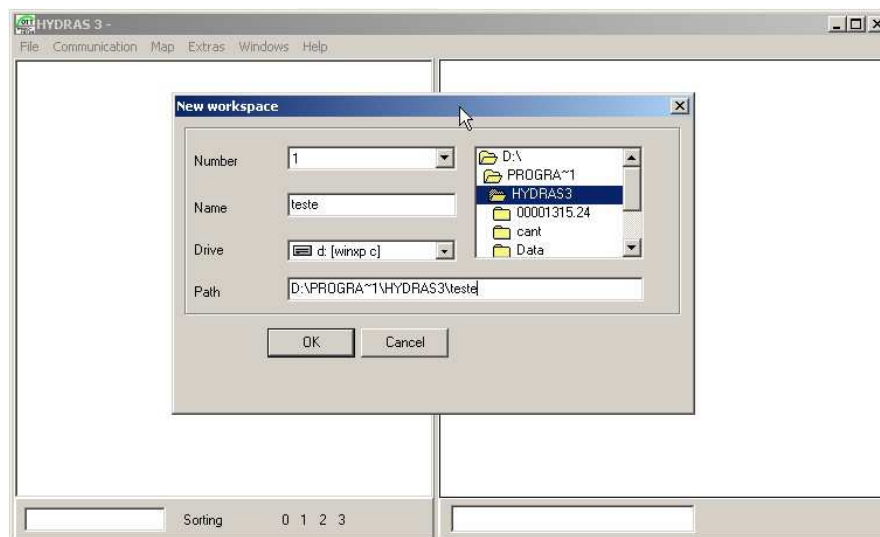 HYDRAS 3 -
File Communication Map Extras Windows Help
New workspace
Number 1
D:\
PROGRA~1
HYDRAS3
00001315.24
cant
Data
Name teste
Drive d: [winxp c]
Path D:\PROGRA~1\HYDRAS3\teste
OK Cancel
Sorting 0 1 2 3